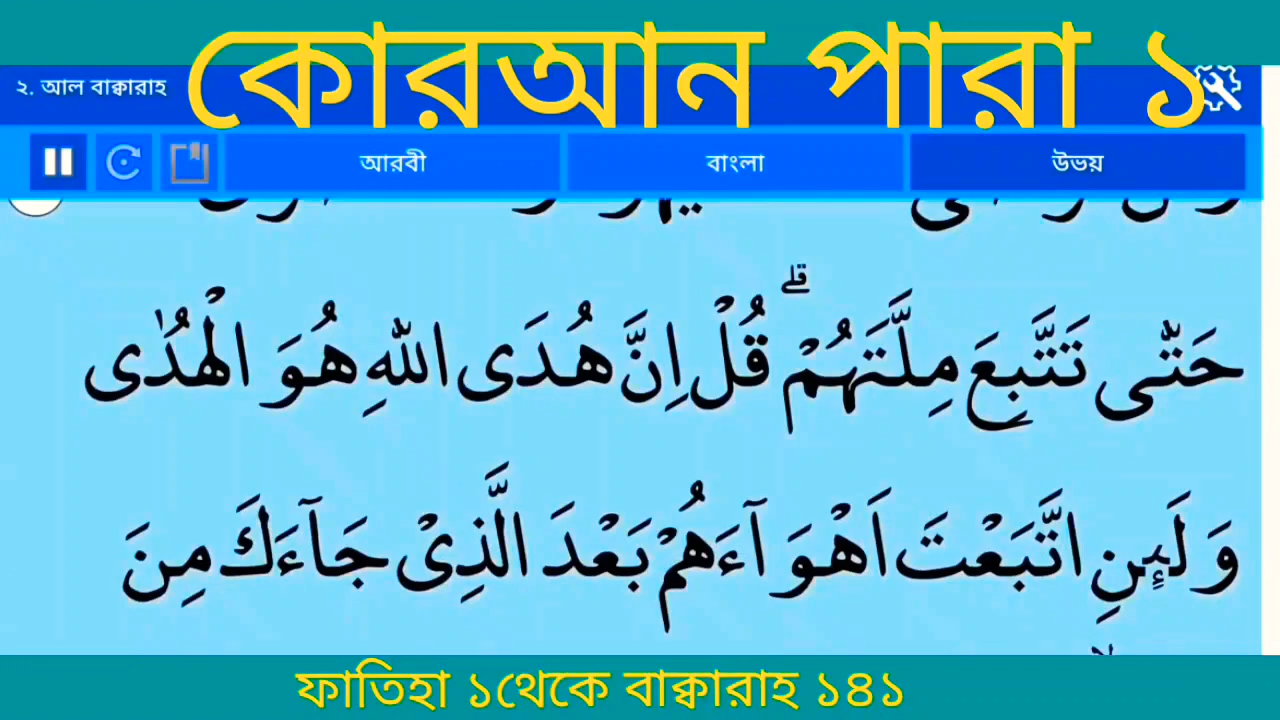 কোরআন পারা ১
২. আল বাক্বারাহ
আরবী বাংলা উভয়
حَتّٰى تَتَّبِعَ مِلَّتَهُمْ ۗ قُلْ اِنَّ هُدَى اللّٰهِ هُوَ الْهُدٰى
وَلَٮِٕنِ اتَّبَعْتَ اَهْوَآءَهُمْ بَعْدَ الَّذِىْ جَآءَكَ مِنَ
ফাতিহা ১থেকে বাক্বারাহ ১৪১